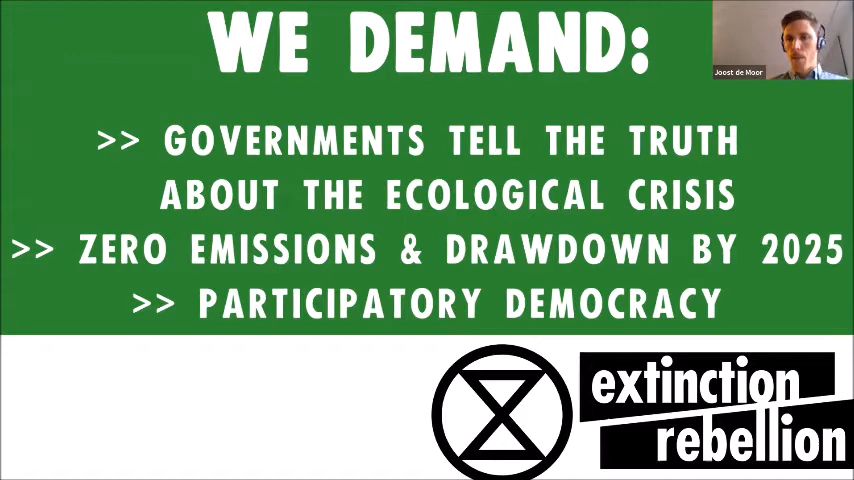 WE DEMAND:
Joost de Moor
>> GOVERNMENTS TELL THE TRUTH
ABOUT THE ECOLOGICAL CRISIS
>> ZERO EMISSIONS & DRAWDOWN BY 2025
>> PARTICIPATORY DEMOCRACY
extinction
rebellion